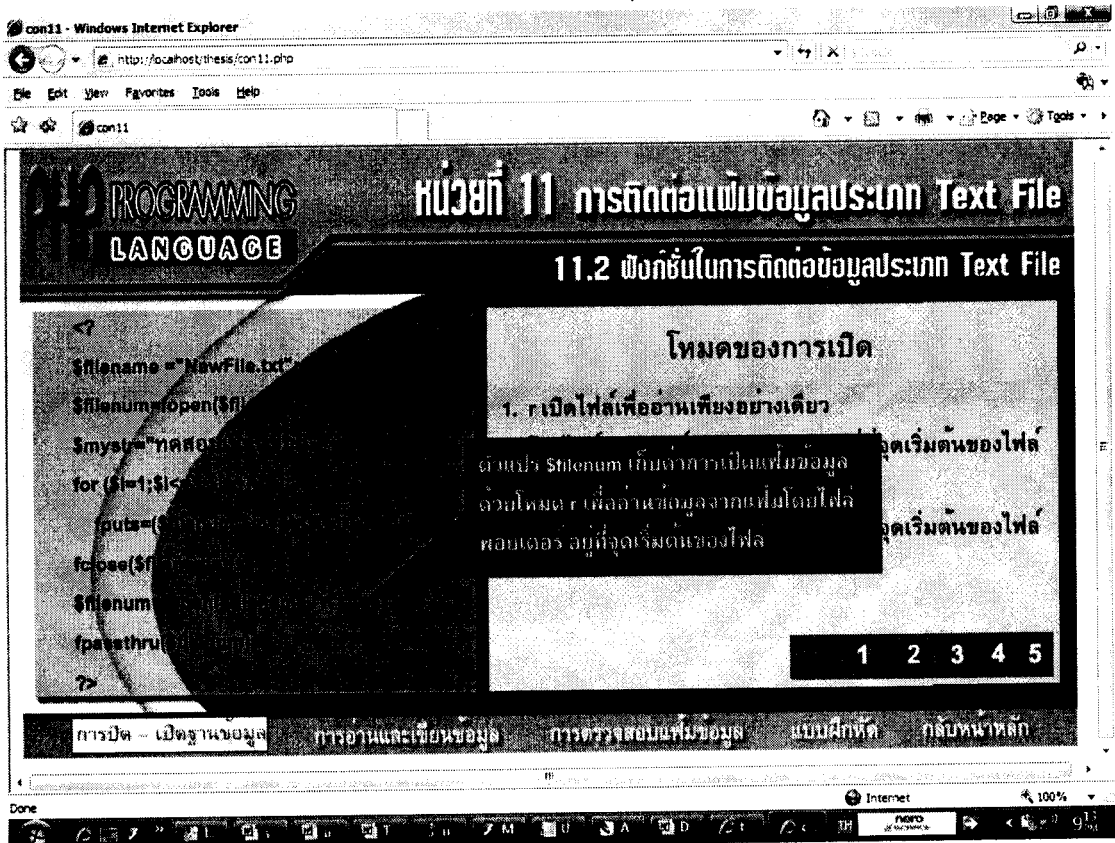 con11 - Windows Internet Explorer
http://localhost/thesis/con11.php
File Edit View Favorites Tools Help
con11
Page Tools
PHP PROGRAMMING
LANGUAGE
หน่วยที่ 11 การติดต่อแฟ้มข้อมูลประเภท Text File
11.2 ฟังก์ชั่นในการติดต่อข้อมูลประเภท Text File
<?
$filename ="NewFile.txt"
$filenum=fopen($fil
$mystr="ทดสอ
for ($i=1;$i<
fputs=($
fclose($f
$filenum
fpassthru(
?>
โหมดของการเปิด
1. r เปิดไฟล์เพื่ออ่านเพียงอย่างเดียว
จุดเริ่มต้นของไฟล์
จุดเริ่มต้นของไฟล์
ตัวแปร $filenum เก็บค่าการเปิดแฟ้มข้อมูล
ด้วยโหมด r เพื่ออ่านข้อมูลจากแฟ้มโดยไฟล์
พอยเตอร์ อยู่ที่จุดเริ่มต้นของไฟล์
1 2 3 4 5
การปิด – เปิดฐานข้อมูล การอ่านและเขียนข้อมูล การตรวจสอบแฟ้มข้อมูล แบบฝึกหัด กลับหน้าหลัก
Done
Internet 100%
TH nero